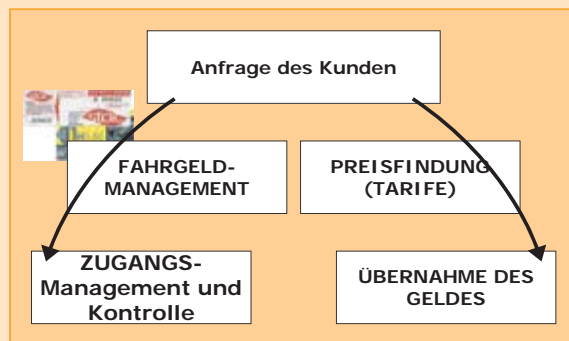 Anfrage des Kunden
FAHRGELD-
MANAGEMENT
PREISFINDUNG
(TARIFE)
ZUGANGS-
Management und
Kontrolle
ÜBERNAHME DES
GELDES